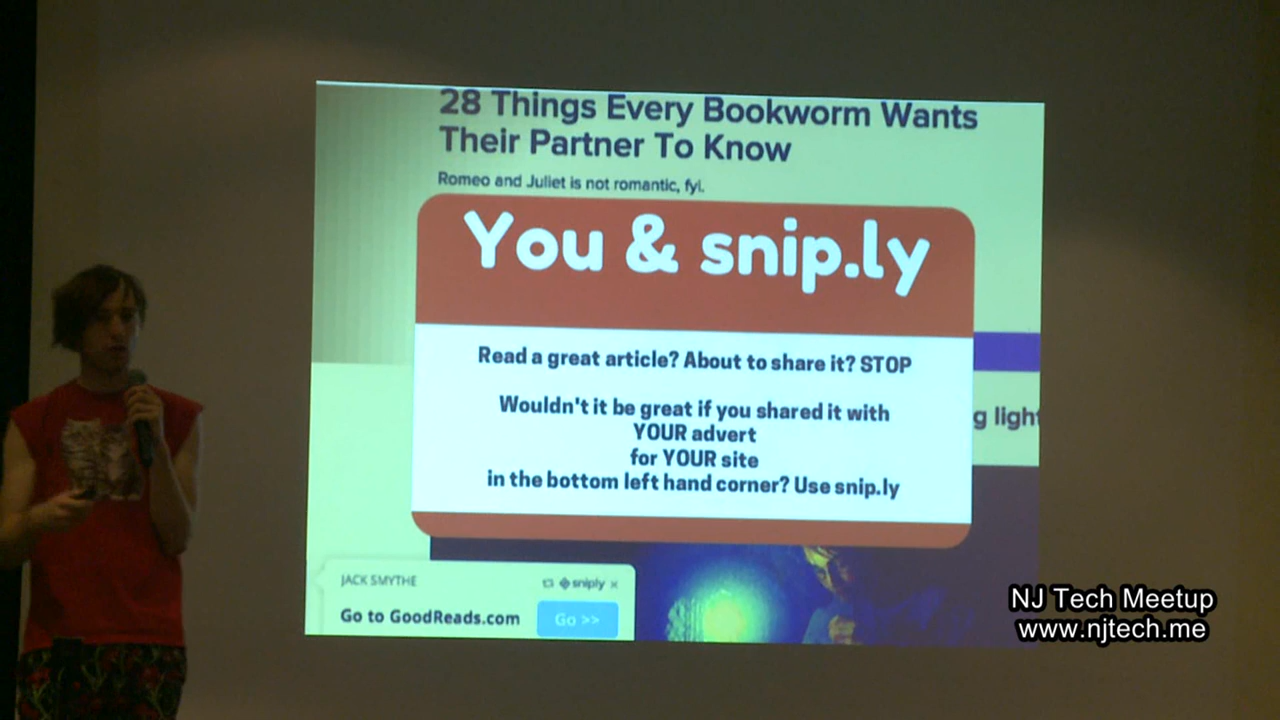 28 Things Every Bookworm Wants
Their Partner To Know
Romeo and Juliet is not romantic, fyi.
You & snip.ly
Read a great article? About to share it? STOP
Wouldn't it be great if you shared it with
YOUR advert
for YOUR site
in the bottom left hand corner? Use snip.ly
g light
JACK SMYTHE
sniply
Go to GoodReads.com
Go >>
NJ Tech Meetup
www.njtech.me